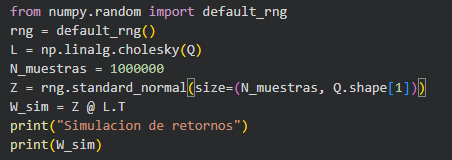 from numpy.random import default_rng
rng = default_rng()
L = np.linalg.cholesky(Q)
N_muestras = 1000000
Z = rng.standard_normal(size=(N_muestras, Q.shape[1]))
W_sim = Z @ L.T
print("Simulacion de retornos")
print(W_sim)